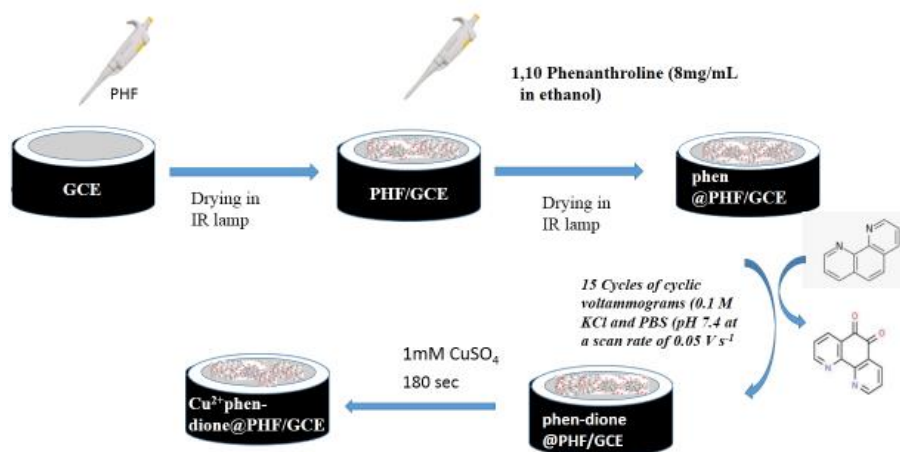 PHF
GCE
Drying in
IR lamp
PHF/GCE
1,10 Phenanthroline (8mg/mL
in ethanol)
Drying in
IR lamp
phen
@PHF/GCE
N
N
15 Cycles of cyclic
voltammograms (0.1 M
KCl and PBS (pH 7.4 at
a scan rate of 0.05 V s⁻¹
O
O
N
N
phen-dione
@PHF/GCE
1mM CuSO₄
180 sec
Cu²⁺phen-
dione@PHF/GCE